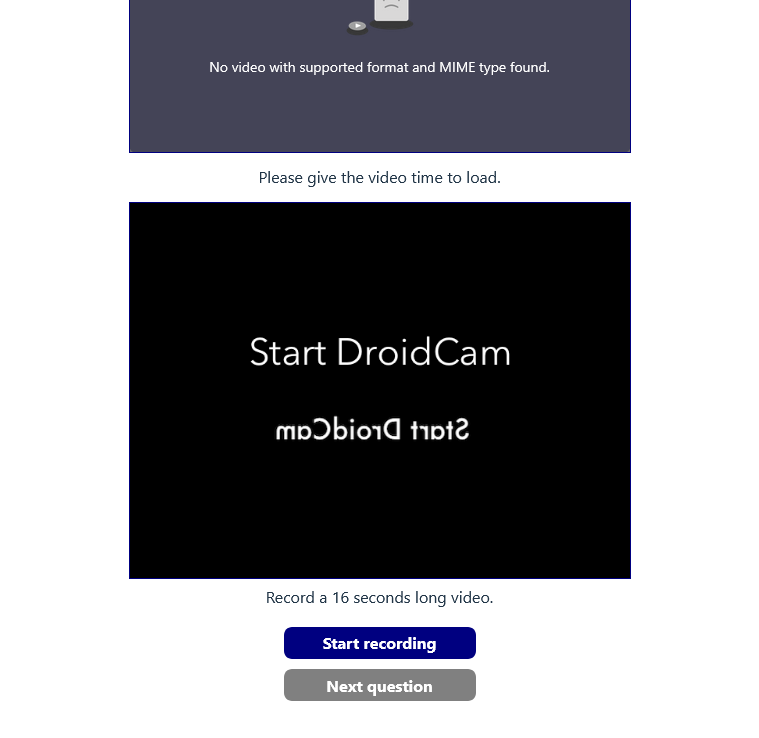 No video with supported format and MIME type found.
Please give the video time to load.
Start DroidCam
Start DroidCam
Record a 16 seconds long video.
Start recording
Next question